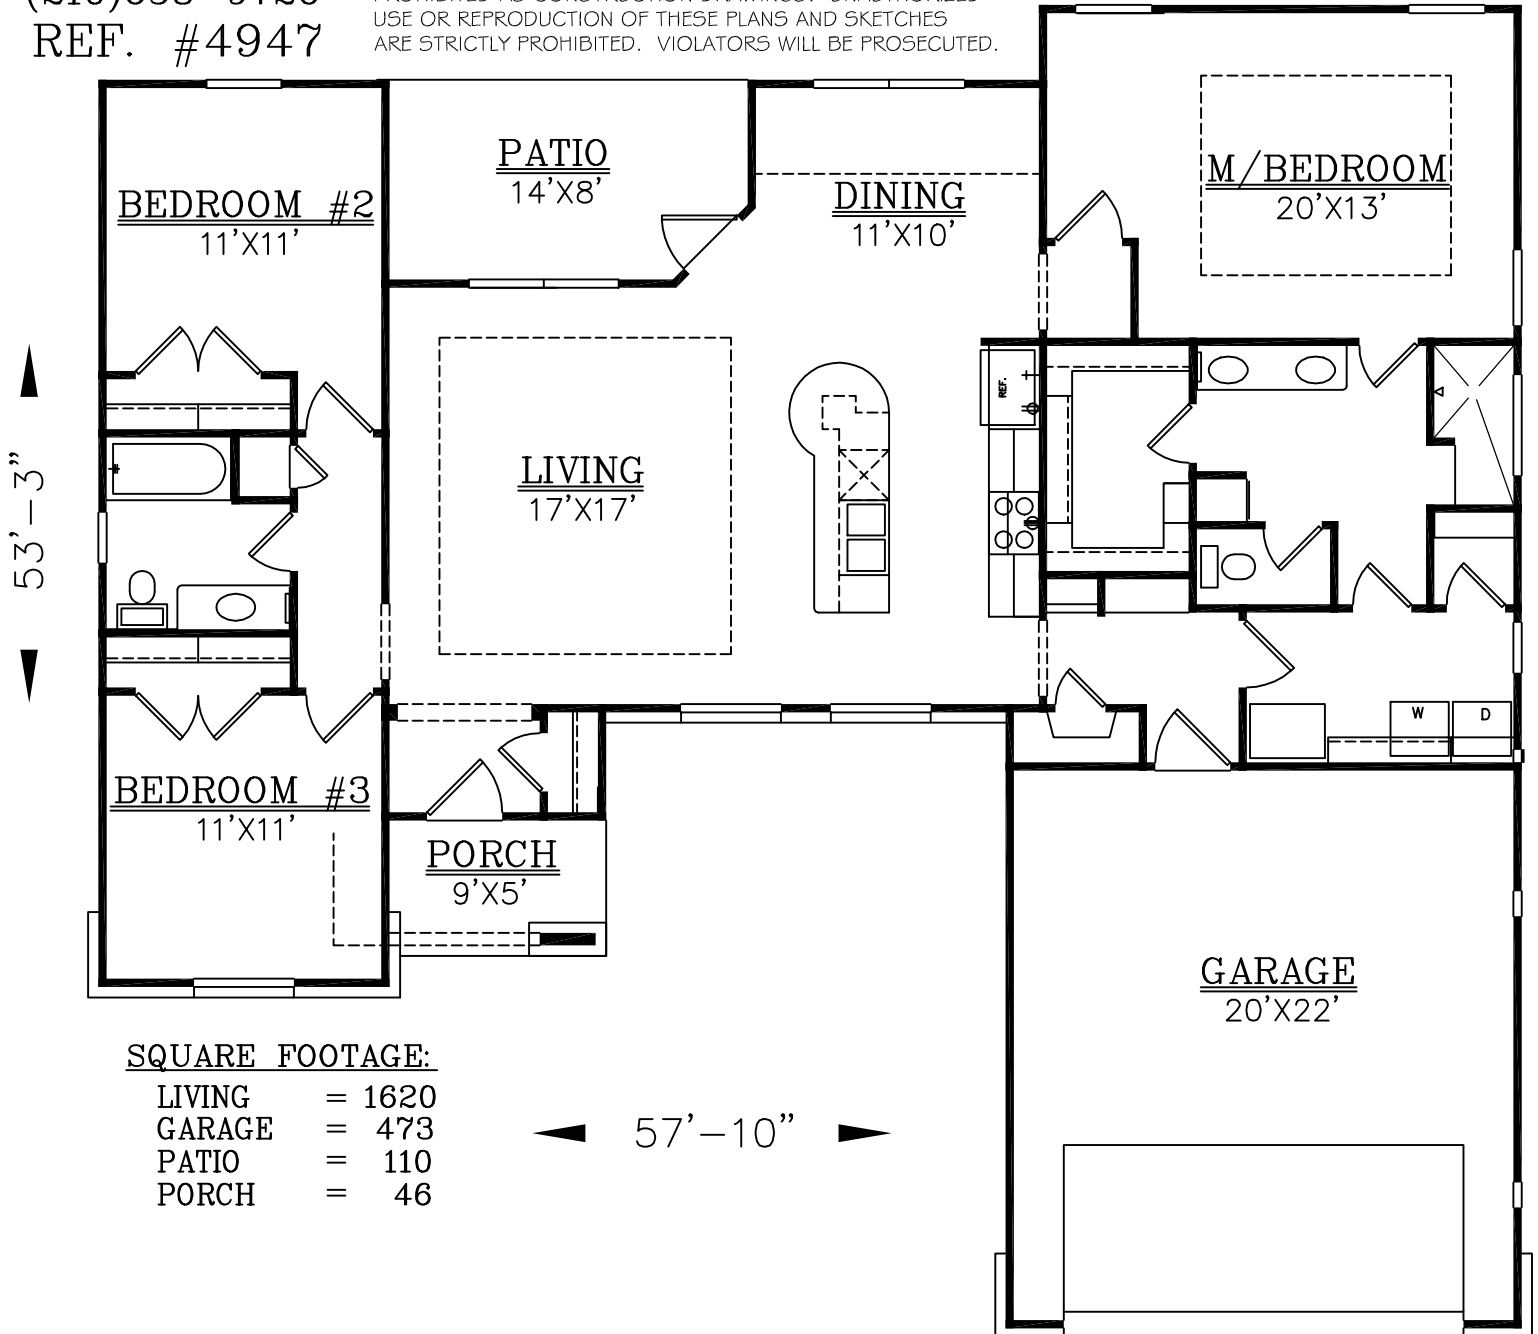 REF. #4947
USE OR REPRODUCTION OF THESE PLANS AND SKETCHES
ARE STRICTLY PROHIBITED. VIOLATORS WILL BE PROSECUTED.
PATIO
14'X8'
M/BEDROOM
20'X13'
BEDROOM #2
11'X11'
DINING
11'X10'
REF.
LIVING
17'X17'
53'-3"
W
D
BEDROOM #3
11'X11'
PORCH
9'X5'
GARAGE
20'X22'
SQUARE FOOTAGE:
LIVING = 1620
GARAGE = 473
PATIO = 110
PORCH = 46
57'-10"